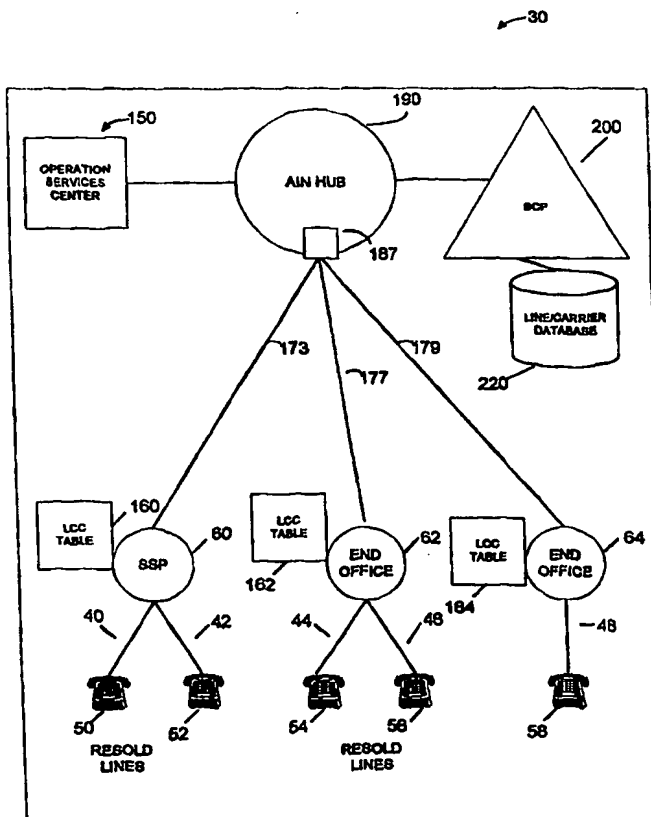 30
150
190
200
OPERATION
SERVICES
CENTER
AIN HUB
SCP
187
LINE/CARRIER
DATABASE
220
173
177
179
160
LCC
TABLE
SSP
60
LCC
TABLE
162
END
OFFICE
62
LCC
TABLE
184
END
OFFICE
64
40
42
44
48
48
50
52
54
56
58
RESOLD
LINES
RESOLD
LINES